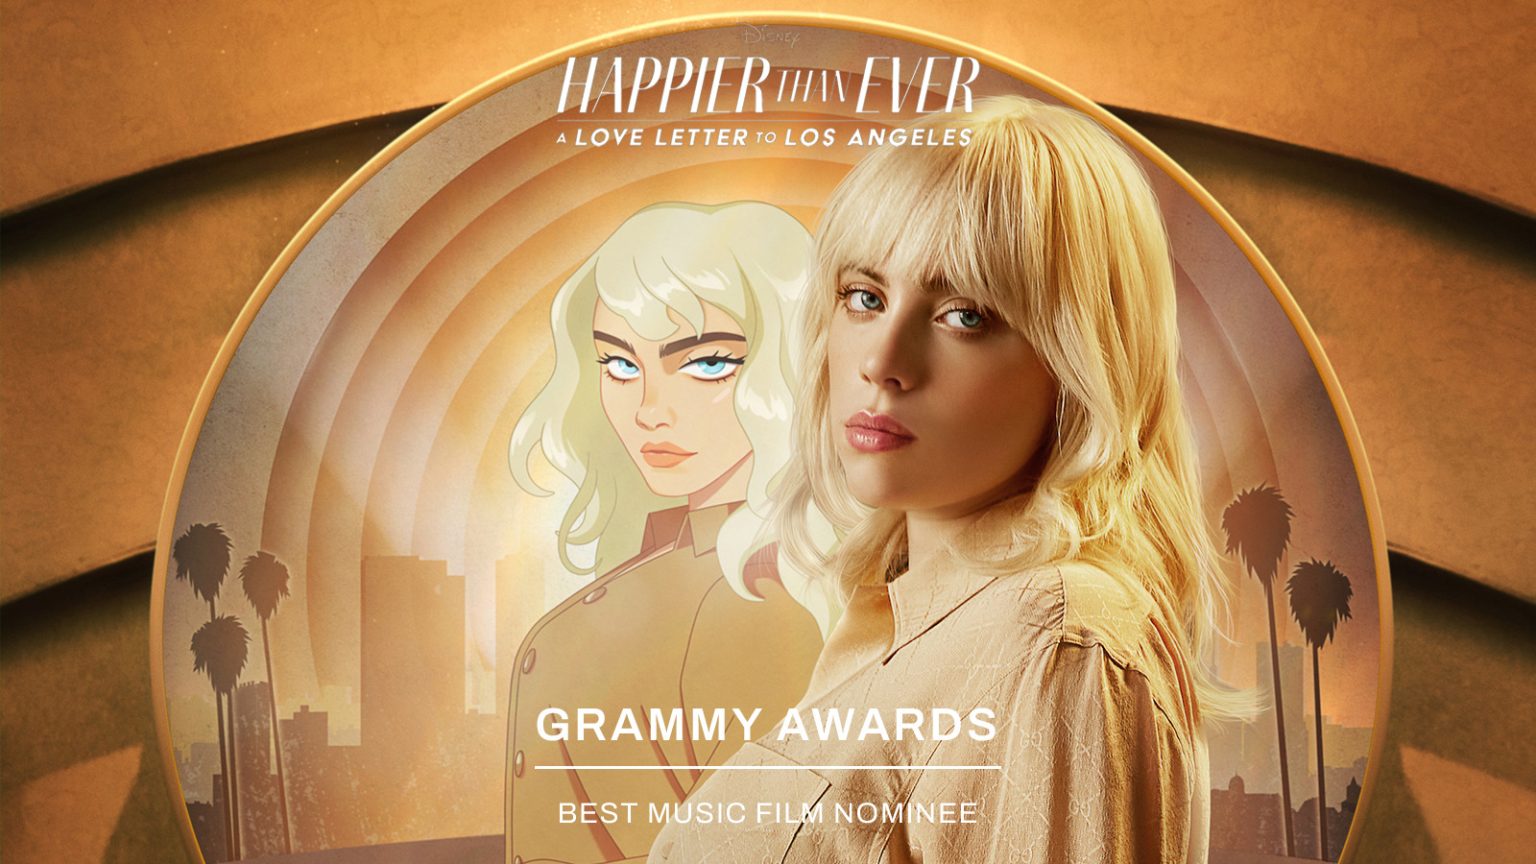 Disney
HAPPIER THAN EVER
A LOVE LETTER TO LOS ANGELES
GRAMMY AWARDS
BEST MUSIC FILM NOMINEE